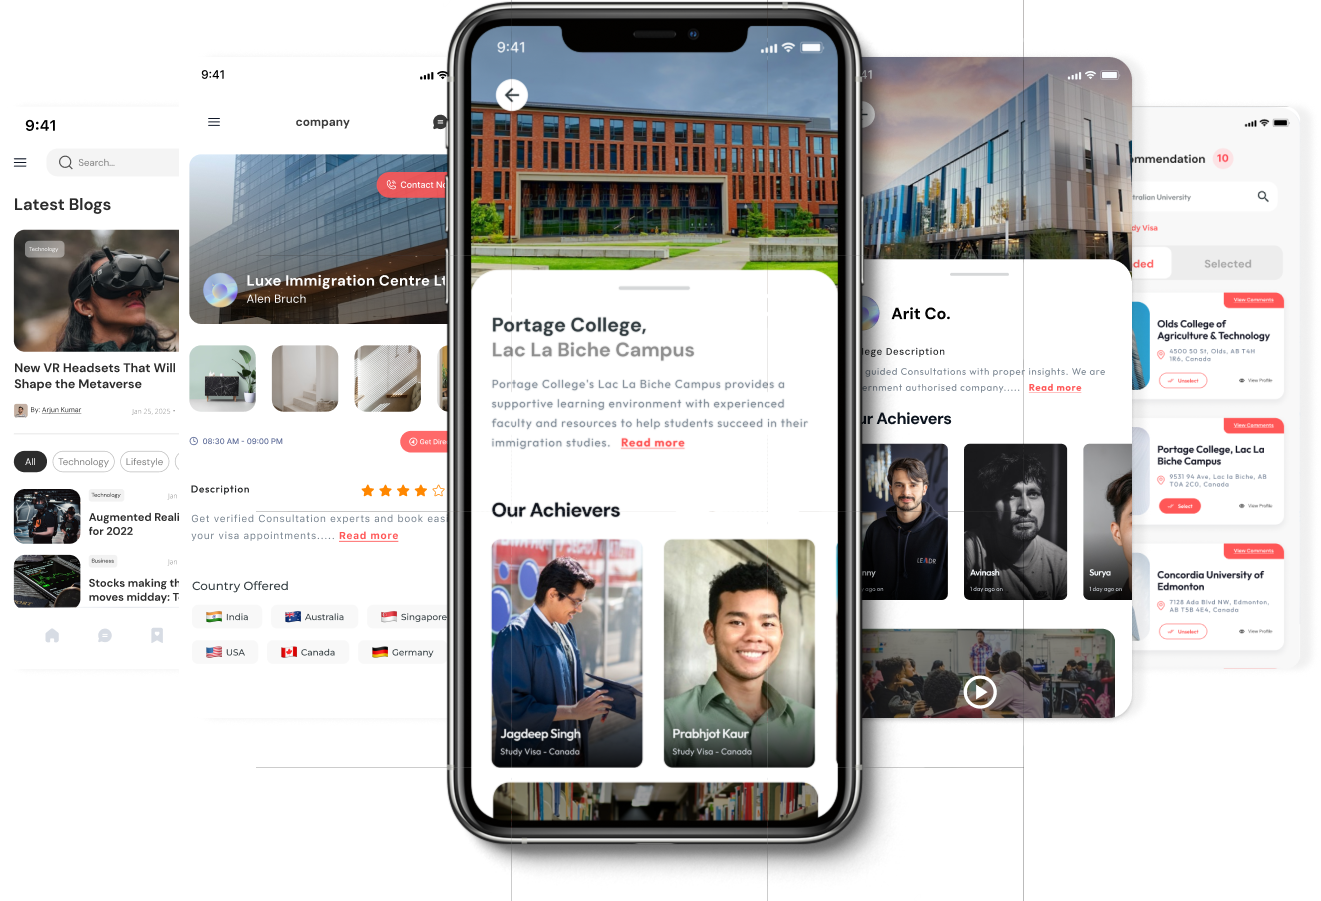 9:41
Search...
Latest Blogs
Technology
New VR Headsets That Will
Shape the Metaverse
By: Arjun Kumar
Jan 25, 2025 •
All
Technology
Lifestyle
Technology
Jan
Augmented Reali
for 2022
Business
Jan
Stocks making th
moves midday: T
9:41
company
Contact No
Luxe Immigration Centre Lt
Alen Bruch
08:30 AM - 09:00 PM
Get Dire
Description
Get verified Consultation experts and book eas
your visa appointments..... Read more
Country Offered
India
Australia
Singapore
USA
Canada
Germany
9:41
Portage College,
Lac La Biche Campus
Portage College's Lac La Biche Campus provides a
supportive learning environment with experienced
faculty and resources to help students succeed in their
immigration studies. Read more
Our Achievers
Jagdeep Singh
Study Visa - Canada
Prabhjot Kaur
Study Visa - Canada
41
Arit Co.
lege Description
guided Consultations with proper insights. We are
ernment authorised company..... Read more
ur Achievers
LEADR
nny
y ago on
Avinash
1 day ago on
Surya
1 day ago on
ommendation
10
tralian University
dy Visa
ded
Selected
View Comments
Olds College of
Agriculture & Technology
4500 50 St, Olds, AB T4H
1R6, Canada
Unselect
View Profile
View Comments
Portage College, Lac La
Biche Campus
9531 94 Ave, Lac la Biche, AB
T0A 2C0, Canada
Select
View Profile
View Comments
Concordia University of
Edmonton
7128 Ada Blvd NW, Edmonton,
AB T5B 4E4, Canada
Unselect
View Profile